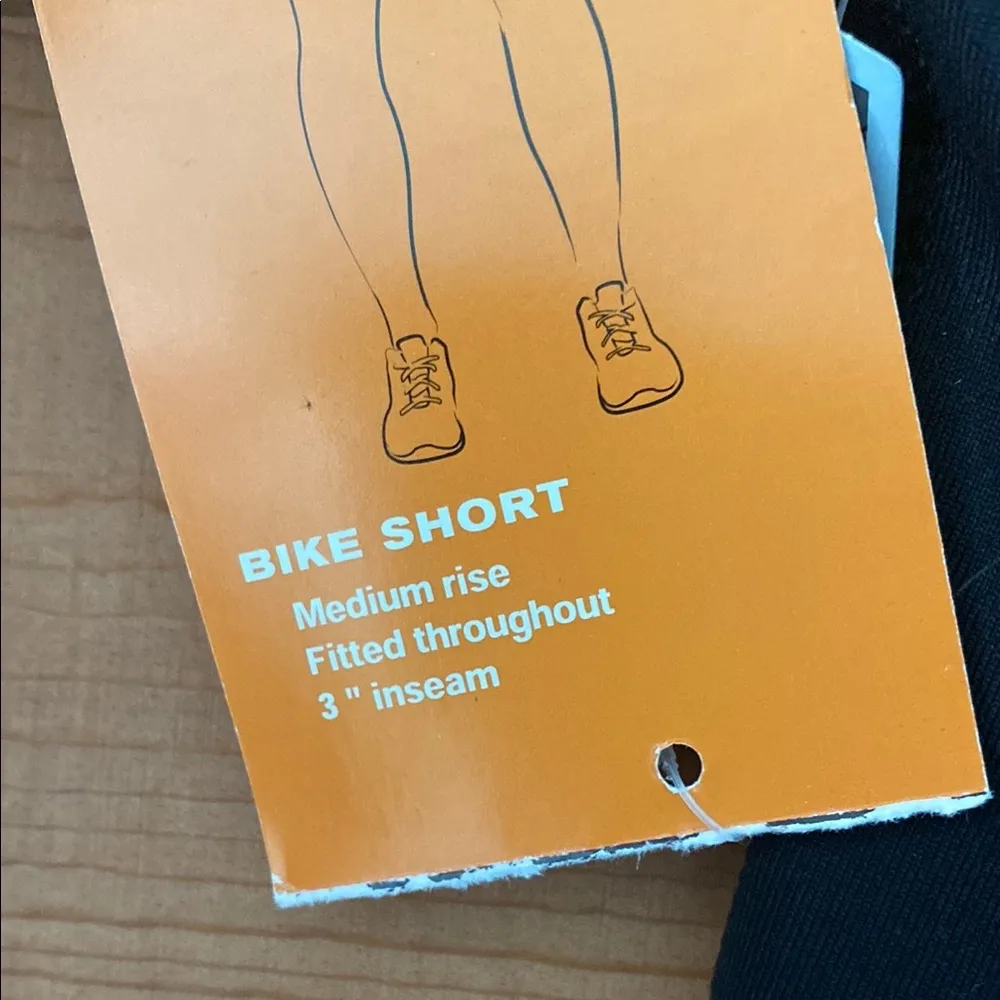 BIKE SHORT
Medium rise
Fitted throughout
3 " inseam